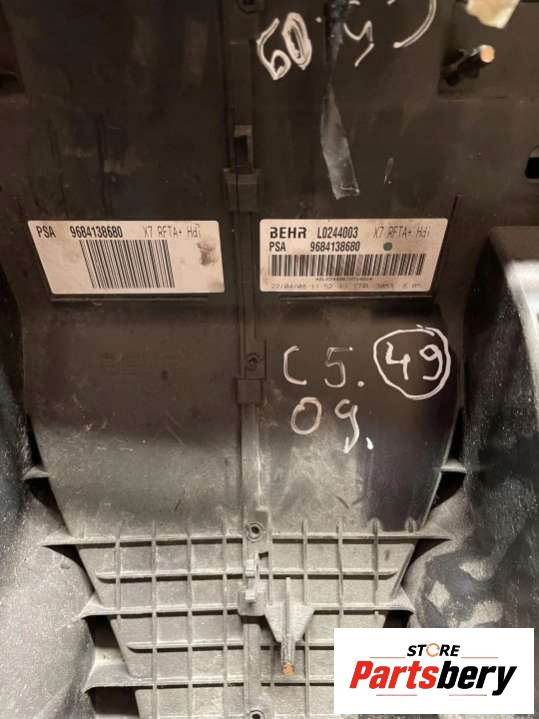 60.
PSA 9684138680 X7 RFTA+ Hdi
BEHR L0244003 X7 RFTA+ Hdi
PSA 9684138680
C5. 49
09.
STORE
Partsbery